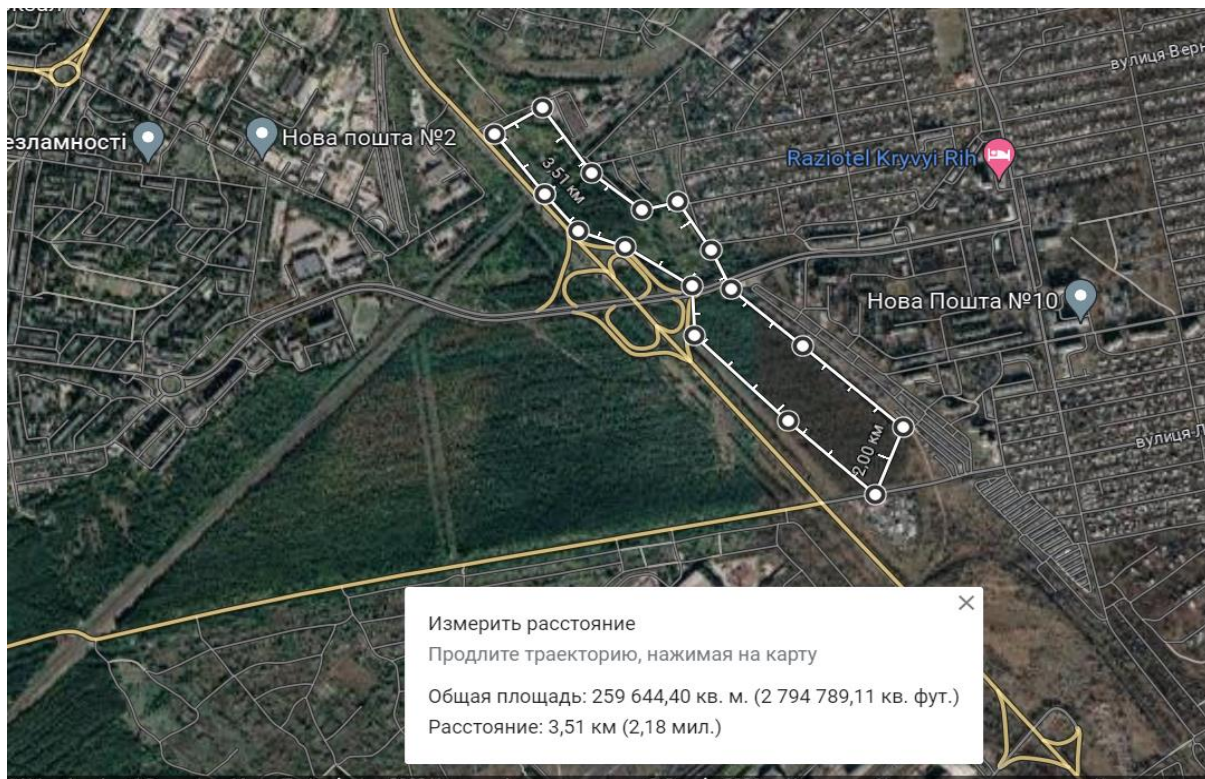 езламності
Нова пошта №2
3,51 км
вулиця Верн
Raziotel Kryvyi Rih
Нова Пошта №10
2,00 км
вулиця Л
Измерить расстояние
Продлите траекторию, нажимая на карту
Общая площадь: 259 644,40 кв. м. (2 794 789,11 кв. фут.)
Расстояние: 3,51 км (2,18 мил.)